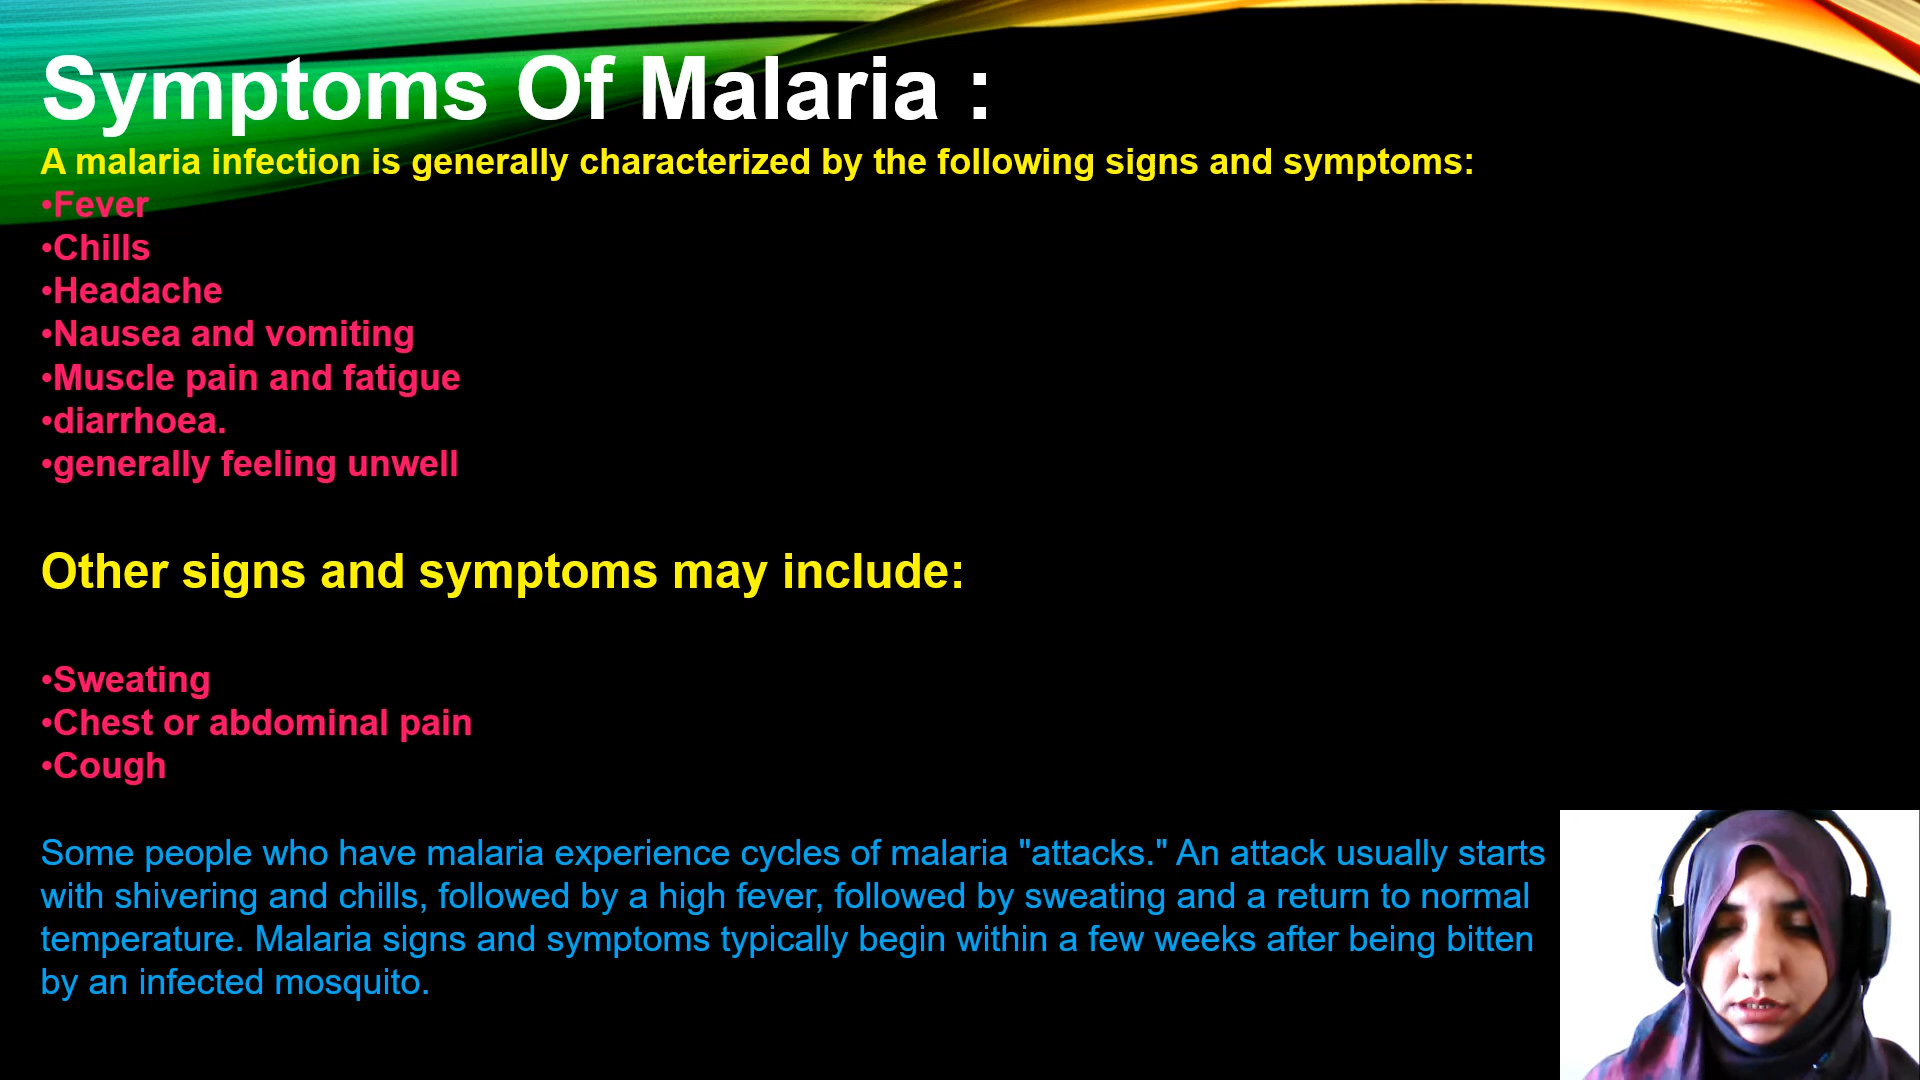 Symptoms Of Malaria :
A malaria infection is generally characterized by the following signs and symptoms:
•Fever
•Chills
•Headache
•Nausea and vomiting
•Muscle pain and fatigue
•diarrhoea.
•generally feeling unwell
Other signs and symptoms may include:
•Sweating
•Chest or abdominal pain
•Cough
Some people who have malaria experience cycles of malaria "attacks." An attack usually starts
with shivering and chills, followed by a high fever, followed by sweating and a return to normal
temperature. Malaria signs and symptoms typically begin within a few weeks after being bitten
by an infected mosquito.